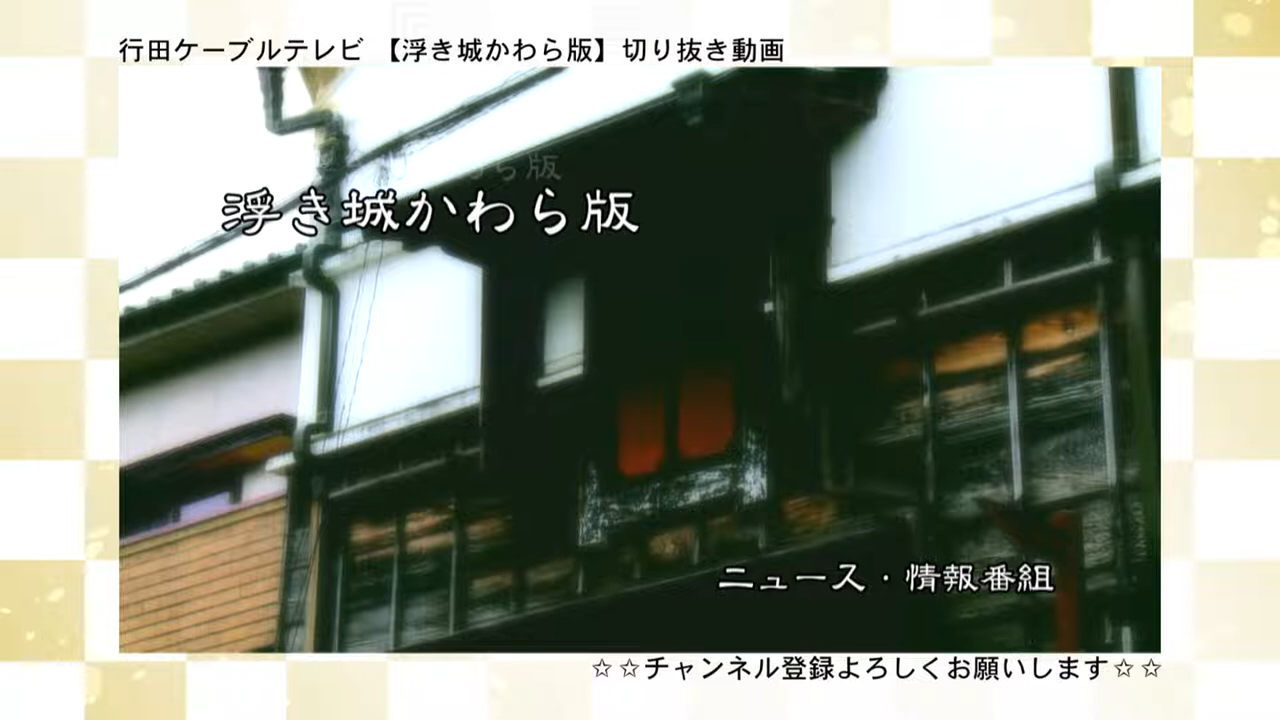 行田ケーブルテレビ 【浮き城かわら版】切り抜き動画
浮き城かわら版
ニュース・情報番組
☆☆チャンネル登録よろしくお願いします☆☆